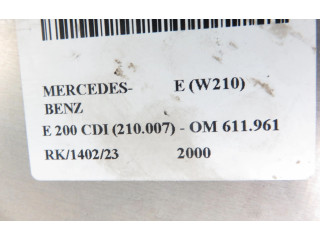 MERCEDES-BENZ E (W210)
E 200 CDI (210.007) - OM 611.961
RK/1402/23 2000